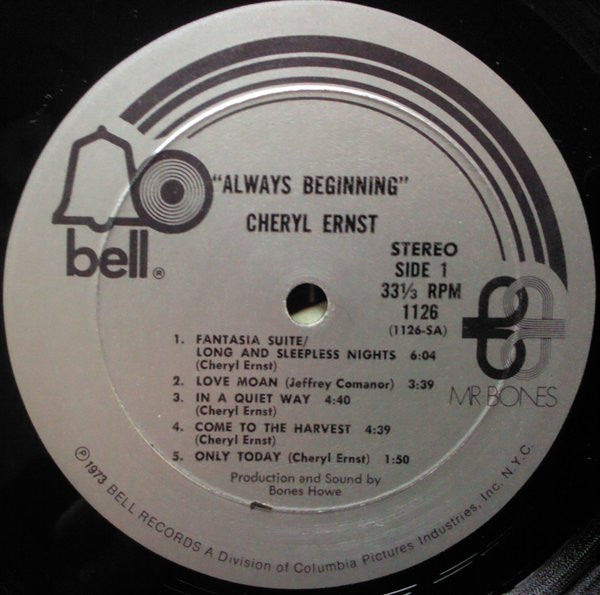 "ALWAYS BEGINNING"
CHERYL ERNST
bell®
STEREO
SIDE 1
33⅓ RPM
1126
(1126-SA)
MR. BONES
1. FANTASIA SUITE/
LONG AND SLEEPLESS NIGHTS 6:04
(Cheryl Ernst)
2. LOVE MOAN (Jeffrey Comanor) 3:39
3. IN A QUIET WAY 4:40
(Cheryl Ernst)
4. COME TO THE HARVEST 4:39
(Cheryl Ernst)
5. ONLY TODAY (Cheryl Ernst) 1:50
Production and Sound by
Bones Howe
℗ 1973 BELL RECORDS A Division of Columbia Pictures Industries, Inc. N.Y.C.